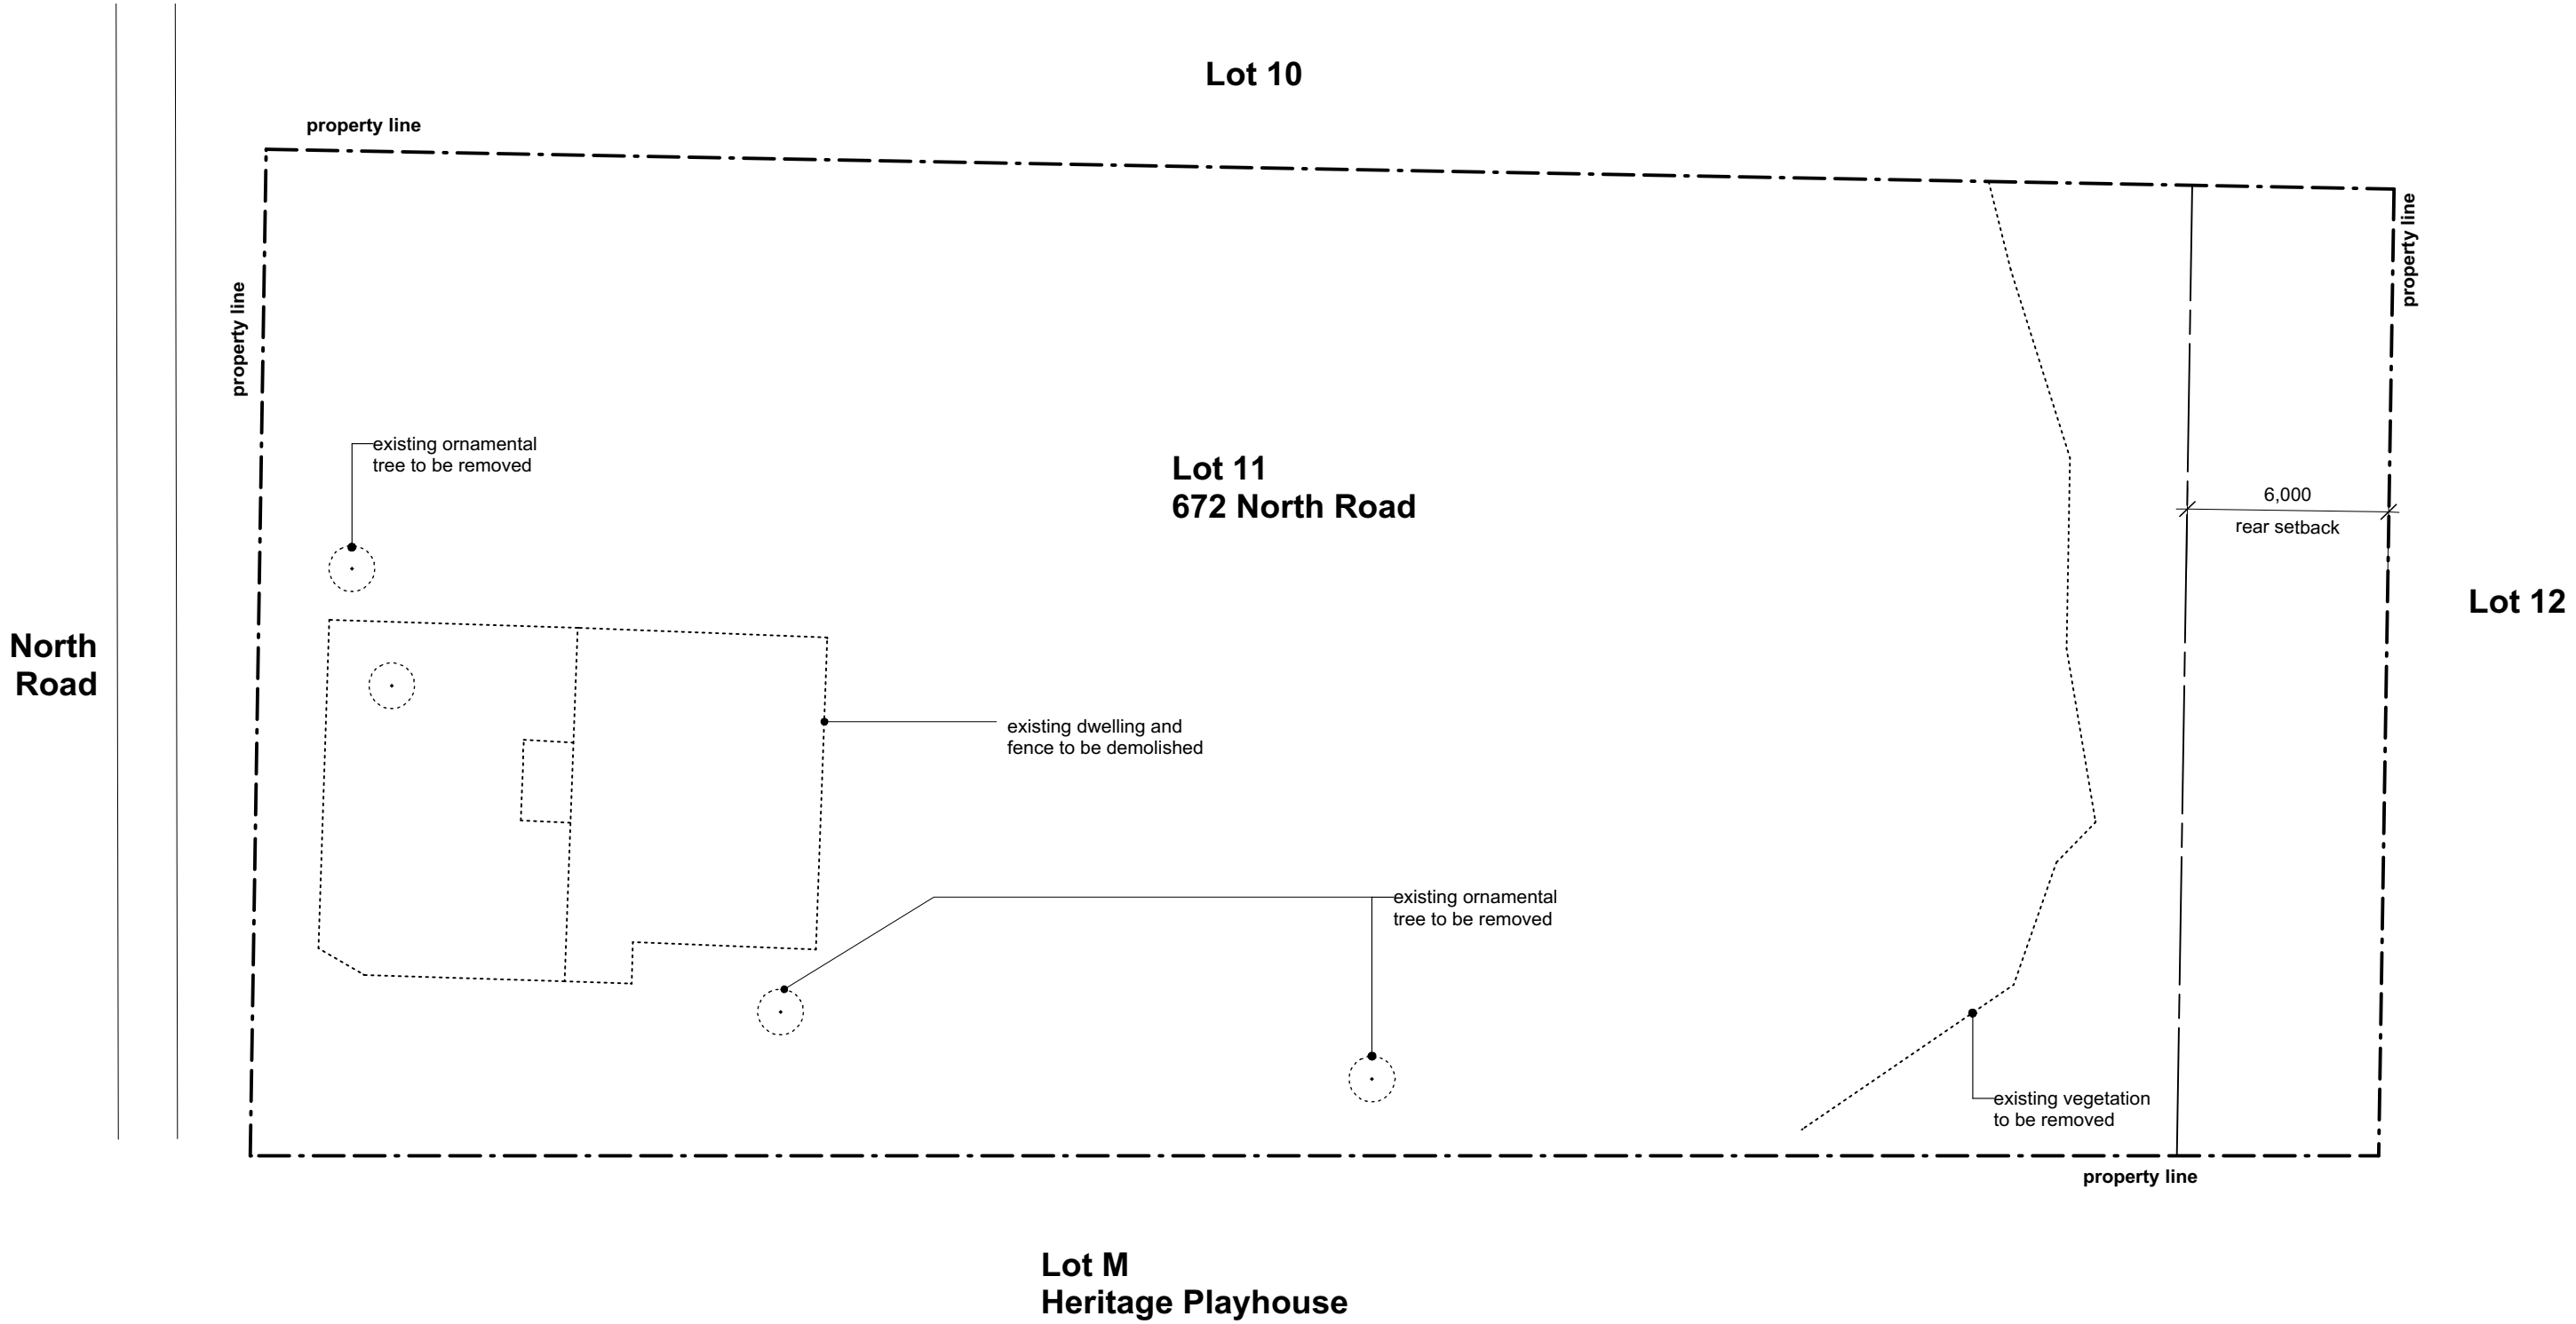 Lot 10
property line
property line
property line
existing ornamental
tree to be removed
Lot 11
672 North Road
6,000
rear setback
Lot 12
North
Road
existing dwelling and
fence to be demolished
existing ornamental
tree to be removed
existing vegetation
to be removed
property line
Lot M
Heritage Playhouse